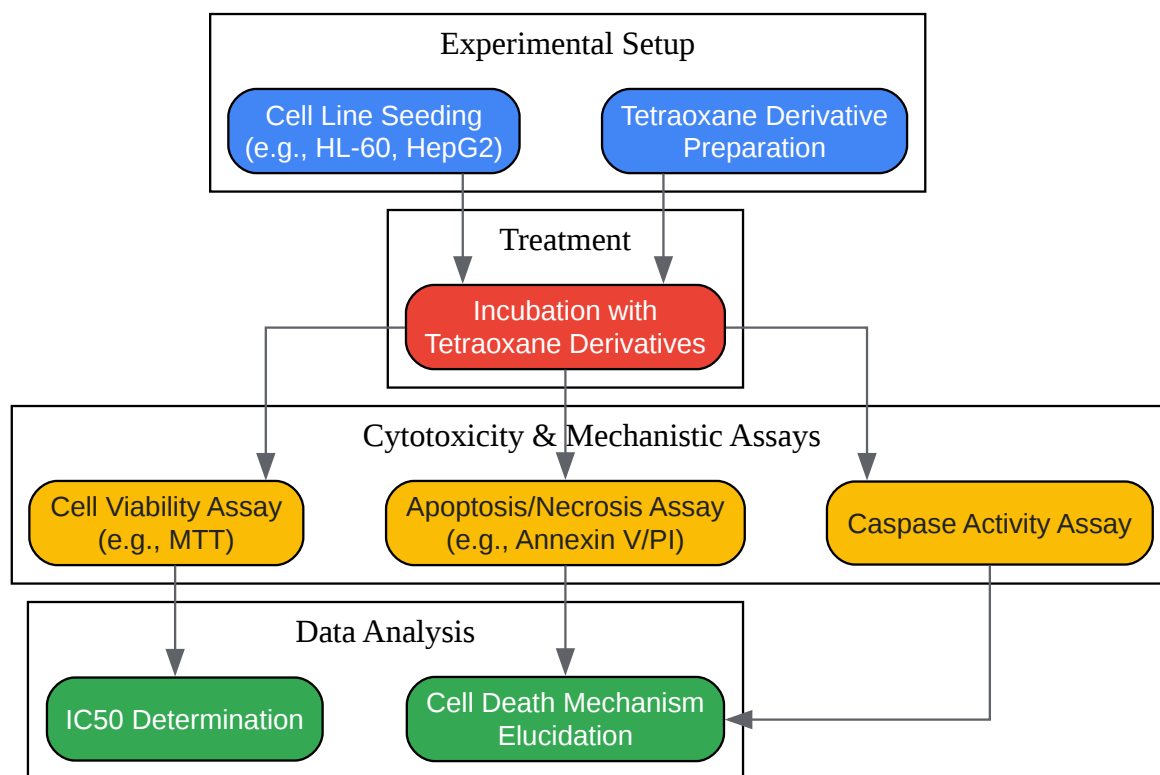 Experimental Setup
Cell Line Seeding
(e.g., HL-60, HepG2)
Tetraoxane Derivative
Preparation
Treatment
Incubation with
Tetraoxane Derivatives
Cytotoxicity & Mechanistic Assays
Cell Viability Assay
(e.g., MTT)
Apoptosis/Necrosis Assay
(e.g., Annexin V/PI)
Caspase Activity Assay
Data Analysis
IC50 Determination
Cell Death Mechanism
Elucidation